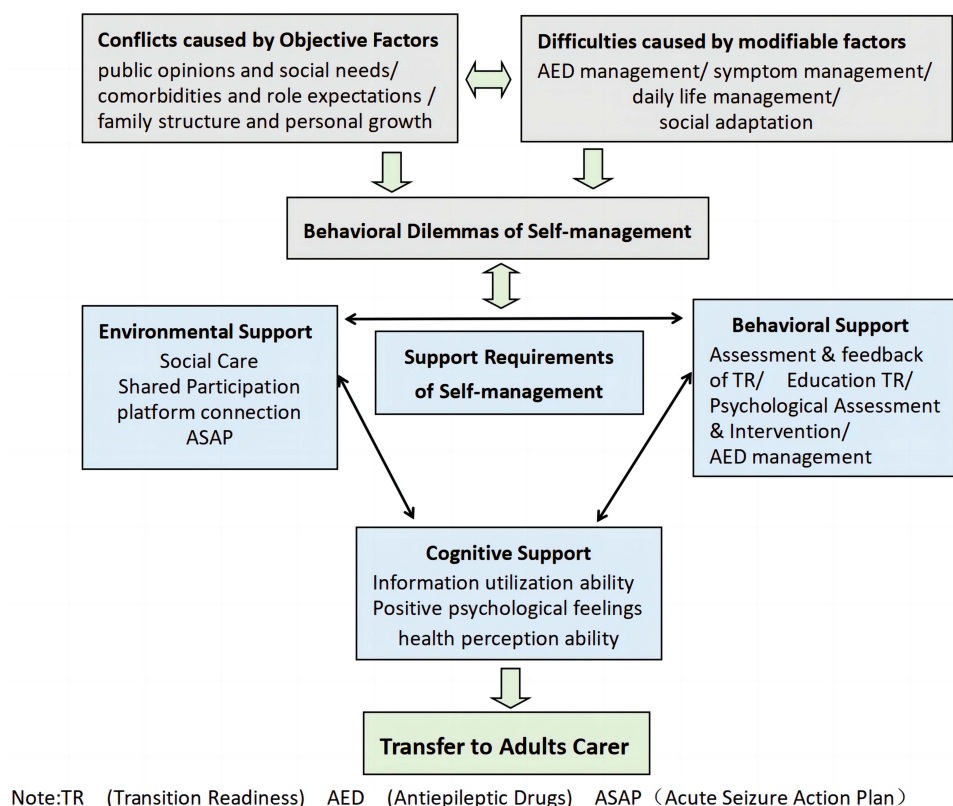 Conflicts caused by Objective Factors
public opinions and social needs/
comorbidities and role expectations /
family structure and personal growth
Difficulties caused by modifiable factors
AED management/ symptom management/
daily life management/
social adaptation
Behavioral Dilemmas of Self-management
Environmental Support
Social Care
Shared Participation
platform connection
ASAP
Support Requirements
of Self-management
Behavioral Support
Assessment & feedback
of TR/ Education TR/
Psychological Assessment
& Intervention/
AED management
Cognitive Support
Information utilization ability
Positive psychological feelings
health perception ability
Transfer to Adults Carer
Note:TR (Transition Readiness) AED (Antiepileptic Drugs) ASAP（Acute Seizure Action Plan）